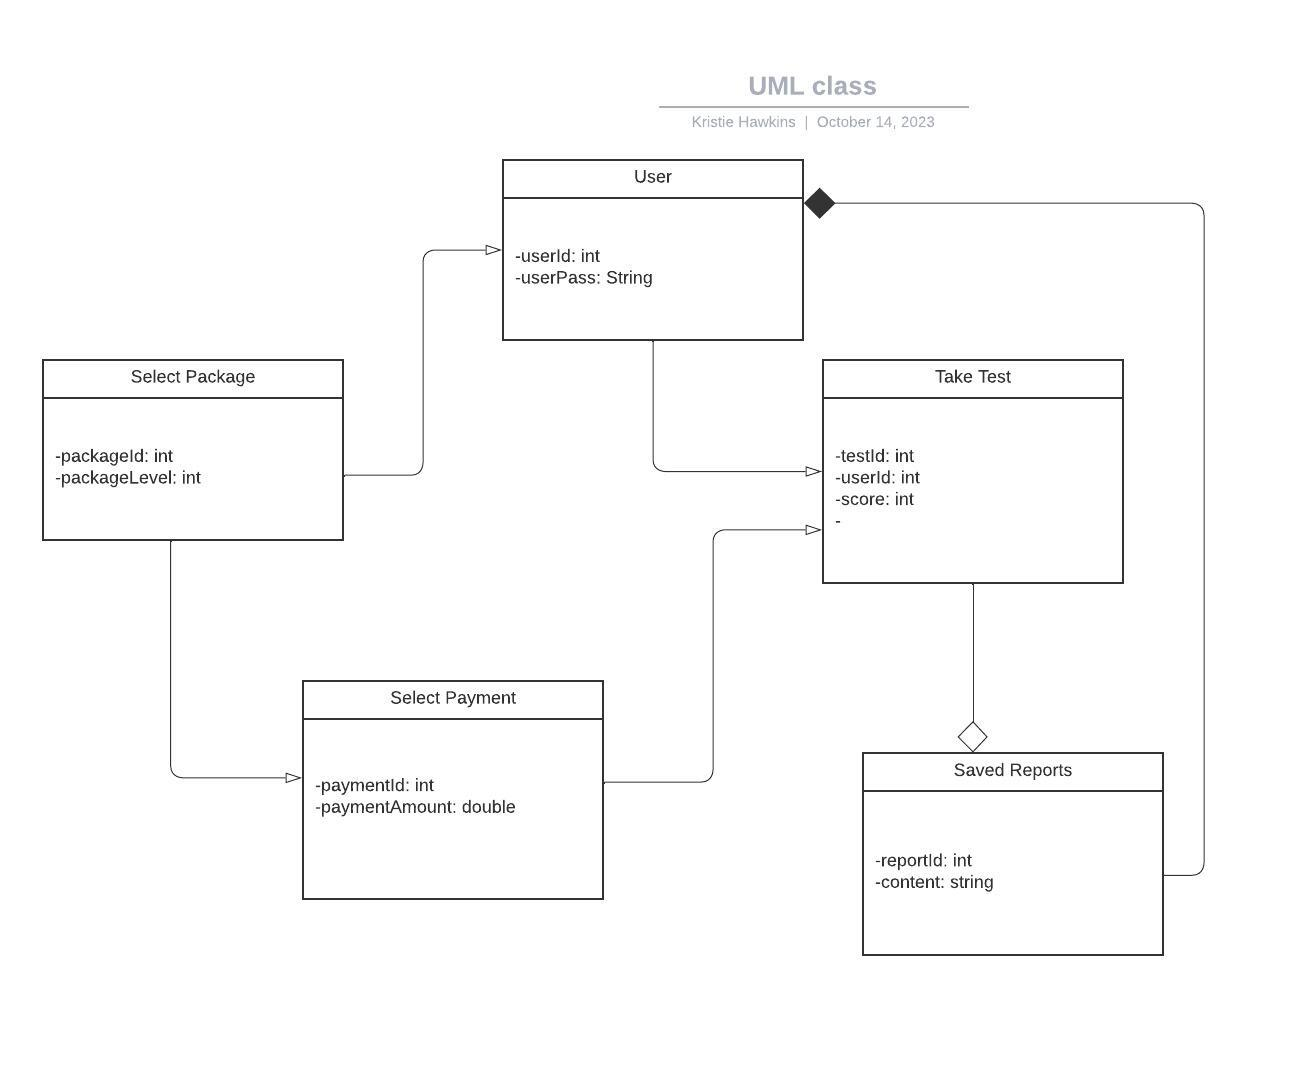 UML class
Kristie Hawkins | October 14, 2023
User
-userId: int
-userPass: String
Select Package
-packageId: int
-packageLevel: int
Take Test
-testId: int
-userId: int
-score: int
-
Select Payment
-paymentId: int
-paymentAmount: double
Saved Reports
-reportId: int
-content: string